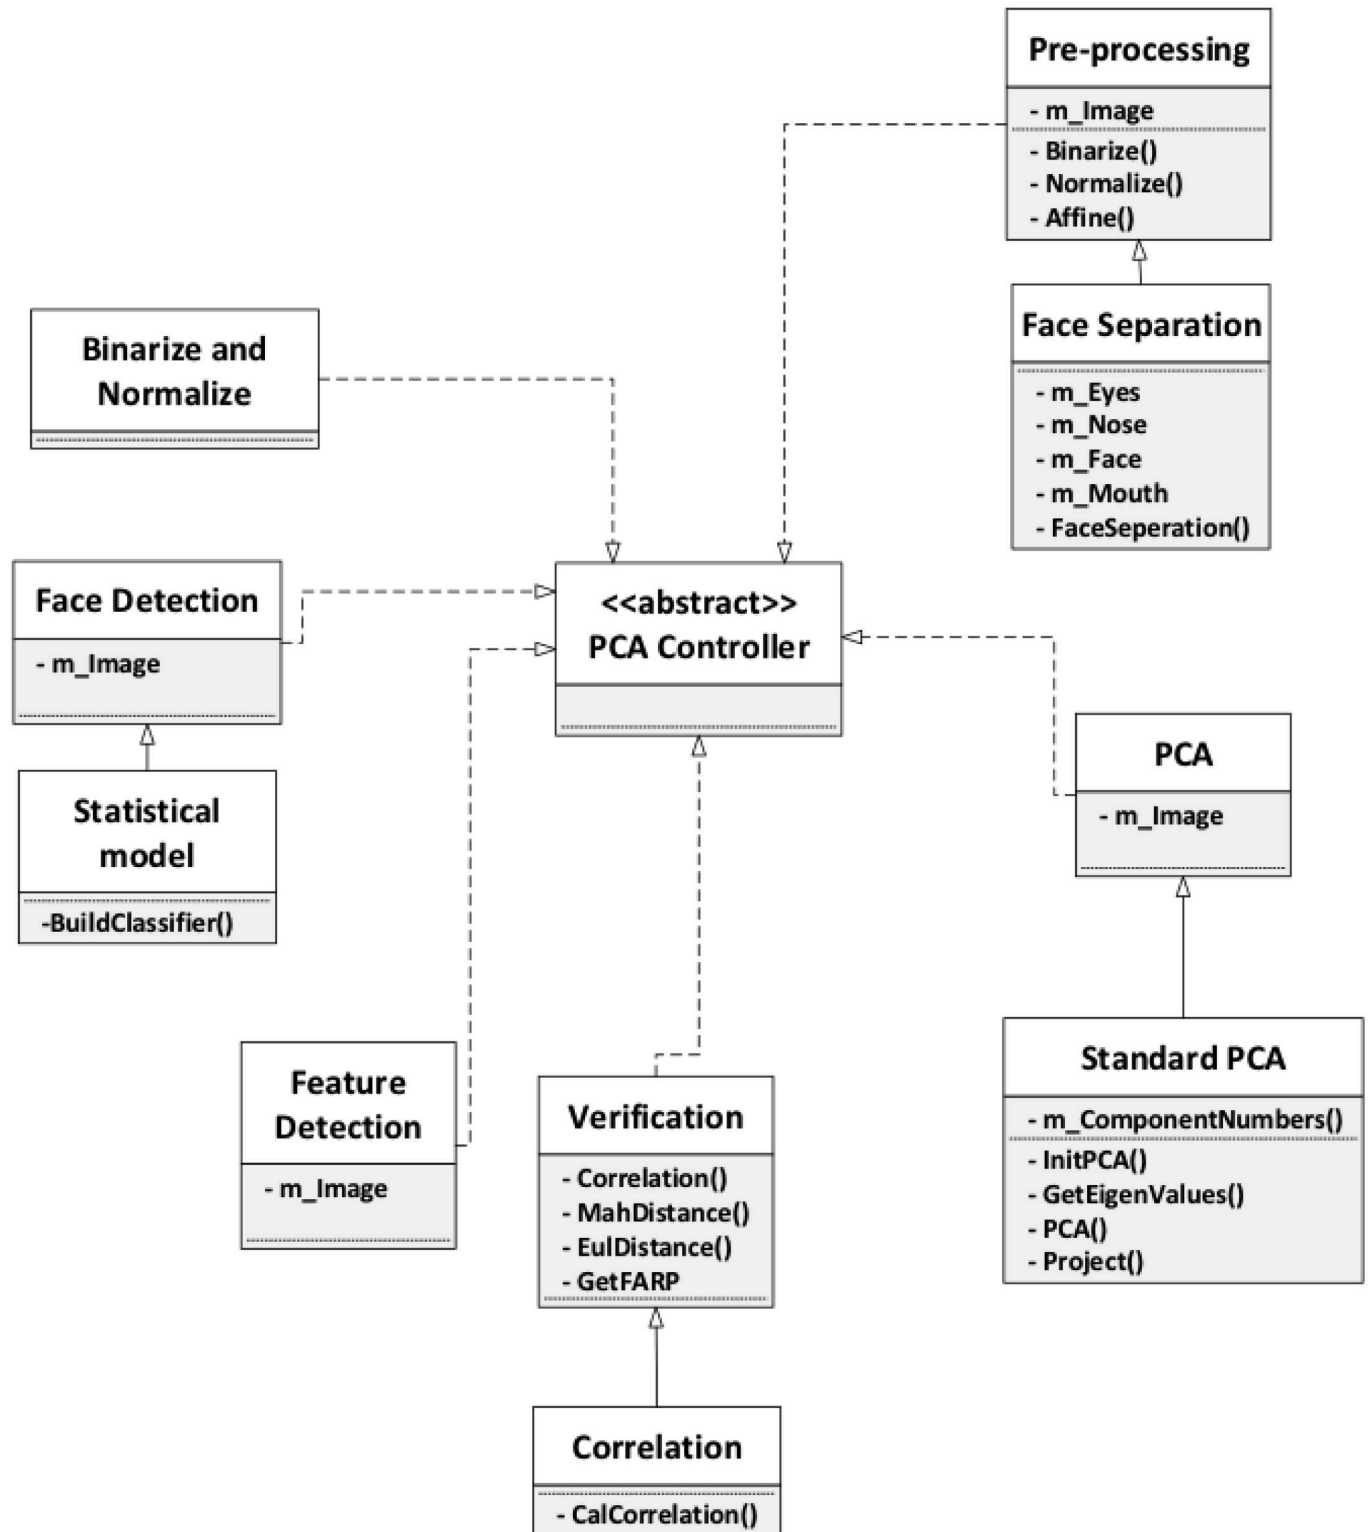 Pre-processing
- m_Image
- Binarize()
- Normalize()
- Affine()
Face Separation
- m_Eyes
- m_Nose
- m_Face
- m_Mouth
- FaceSeperation()
Binarize and
Normalize
Face Detection
- m_Image
<<abstract>>
PCA Controller
PCA
- m_Image
Statistical
model
-BuildClassifier()
Feature
Detection
- m_Image
Verification
- Correlation()
- MahDistance()
- EulDistance()
- GetFARP
Standard PCA
- m_ComponentNumbers()
- InitPCA()
- GetEigenValues()
- PCA()
- Project()
Correlation
- CalCorrelation()